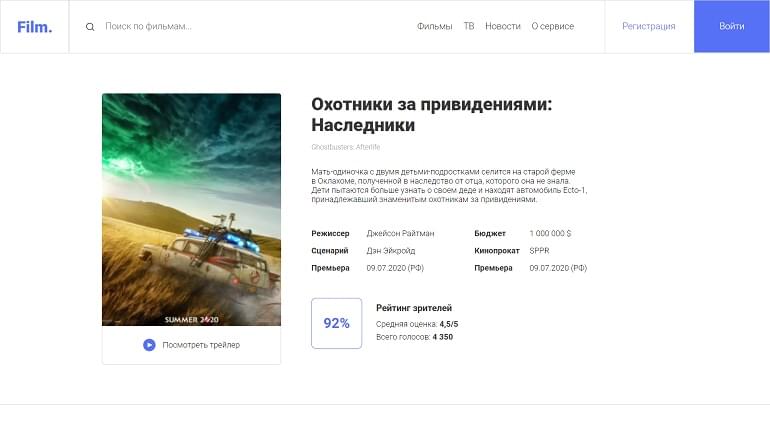 Film.
Поиск по фильмам...
Фильмы ТВ Новости О сервисе
Регистрация
Войти
Охотники за привидениями:
Наследники
Ghostbusters: Afterlife
Мать-одиночка с двумя детьми-подростками селится на старой ферме
в Оклахоме, полученной в наследство от отца, которого она не знала.
Дети пытаются больше узнать о своем деде и находят автомобиль Ecto-1,
принадлежавший знаменитым охотникам за привидениями.
Режиссер Джейсон Райтман Бюджет 1 000 000 $
Сценарий Дэн Эйкройд Кинопрокат SPPR
Премьера 09.07.2020 (РФ) Премьера 09.07.2020 (РФ)
92%
Рейтинг зрителей
Средняя оценка: 4,5/5
Всего голосов: 4 350
SUMMER 2020
Посмотреть трейлер